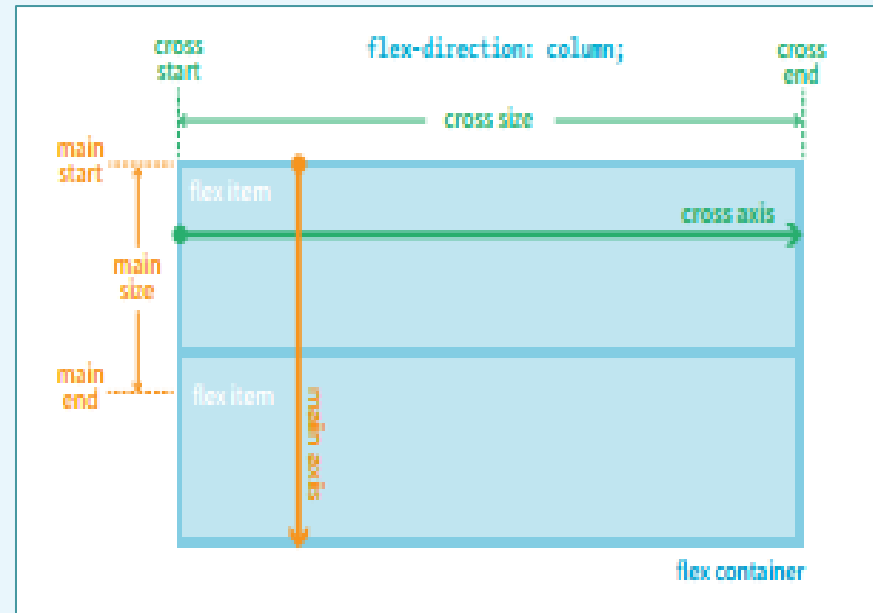 cross
start
flex-direction: column;
cross
end
cross size
main
start
flex item
cross axis
main
size
main
end
flex item
main axis
flex container